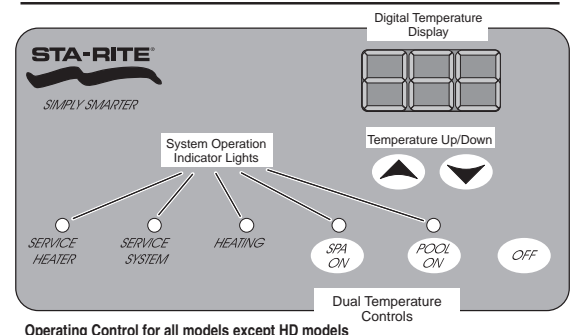 Digital Temperature
Display
STA-RITE®
SIMPLY SMARTER
Temperature Up/Down
System Operation
Indicator Lights
SERVICE
HEATER
SERVICE
SYSTEM
HEATING
SPA
ON
POOL
ON
OFF
Dual Temperature
Controls
Operating Control for all models except HD models